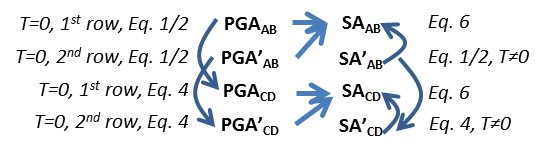 T=0, 1st row, Eq. 1/2 PGAAB SAAB Eq. 6
T=0, 2nd row, Eq. 1/2 PGA’AB SA’AB Eq. 1/2, T≠0
T=0, 1st row, Eq. 4 PGACD SACD Eq. 6
T=0, 2nd row, Eq. 4 PGA’CD SA’CD Eq. 4, T≠0